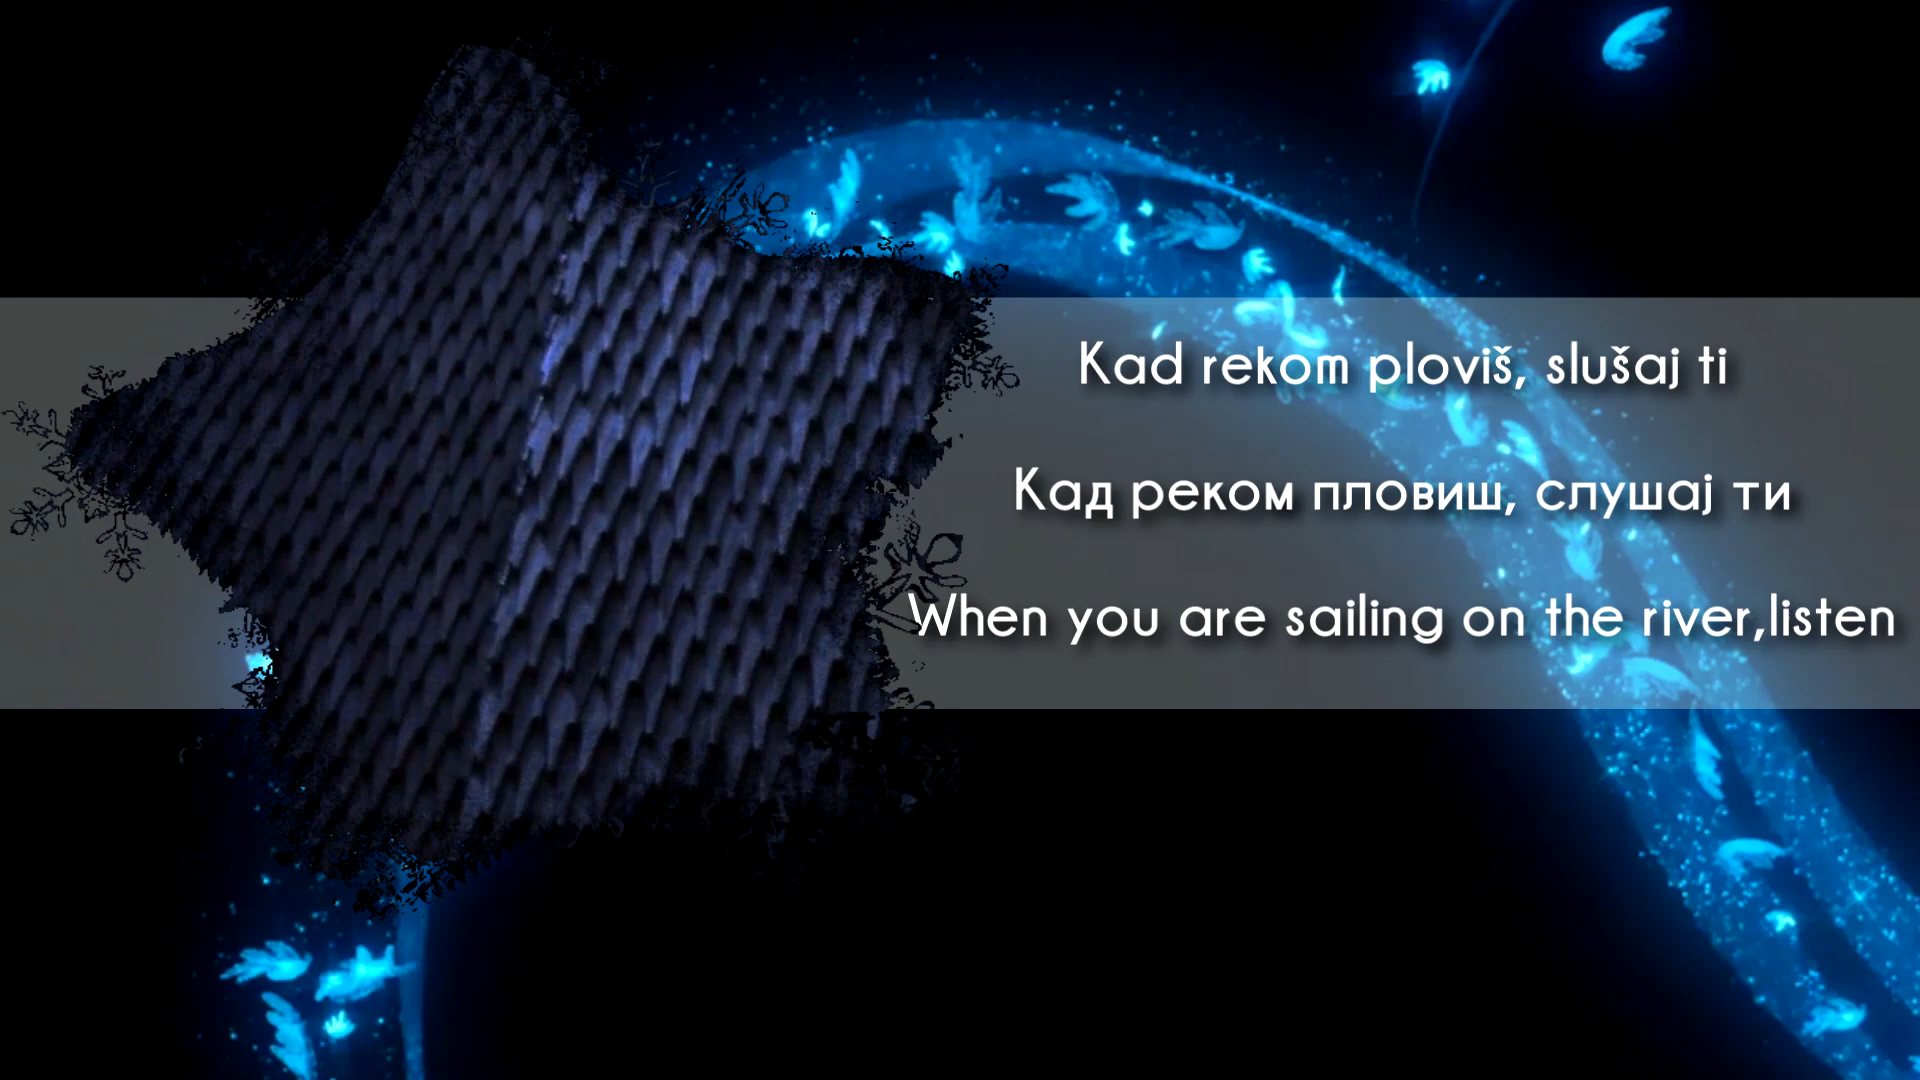 Kad rekom ploviš, slušaj ti
Кад реком пловиш, слушај ти
When you are sailing on the river,listen